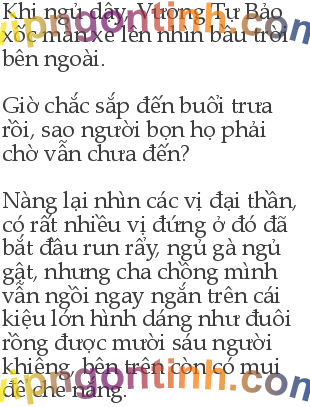 Khi ngủ dậy, Vương Tự Bảo
xốc màn xe lên nhìn bầu trời
bên ngoài.
Giờ chắc sắp đến buổi trưa
rồi, sao người bọn họ phải
chờ vẫn chưa đến?
Nàng lại nhìn các vị đại thần,
có rất nhiều vị đứng ở đó đã
bắt đầu run rẩy, ngủ gà ngủ
gật, nhưng cha chồng mình
vẫn ngồi ngay ngắn trên cái
kiệu lớn hình dáng như đuôi
rồng được mười sáu người
khiêng, bên trên còn có mui
để che nắng.
vipngontinh.com
vipngontinh.com